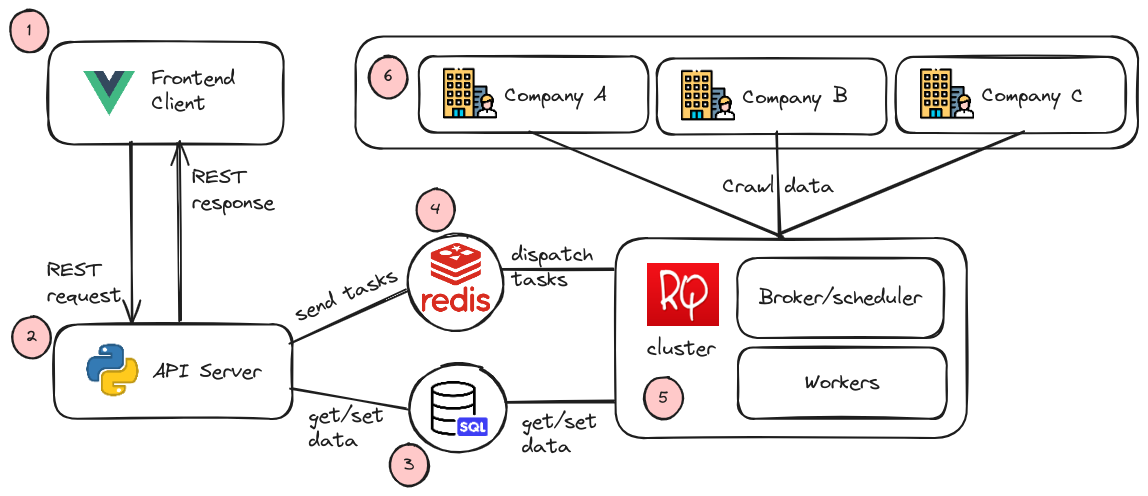 1
Frontend
Client
REST
response
REST
request
2
API Server
send tasks
4
redis
dispatch
tasks
get/set
data
SQL
3
get/set
data
6
Company A
Company B
Company C
Crawl data
RQ
cluster
5
Broker/scheduler
Workers